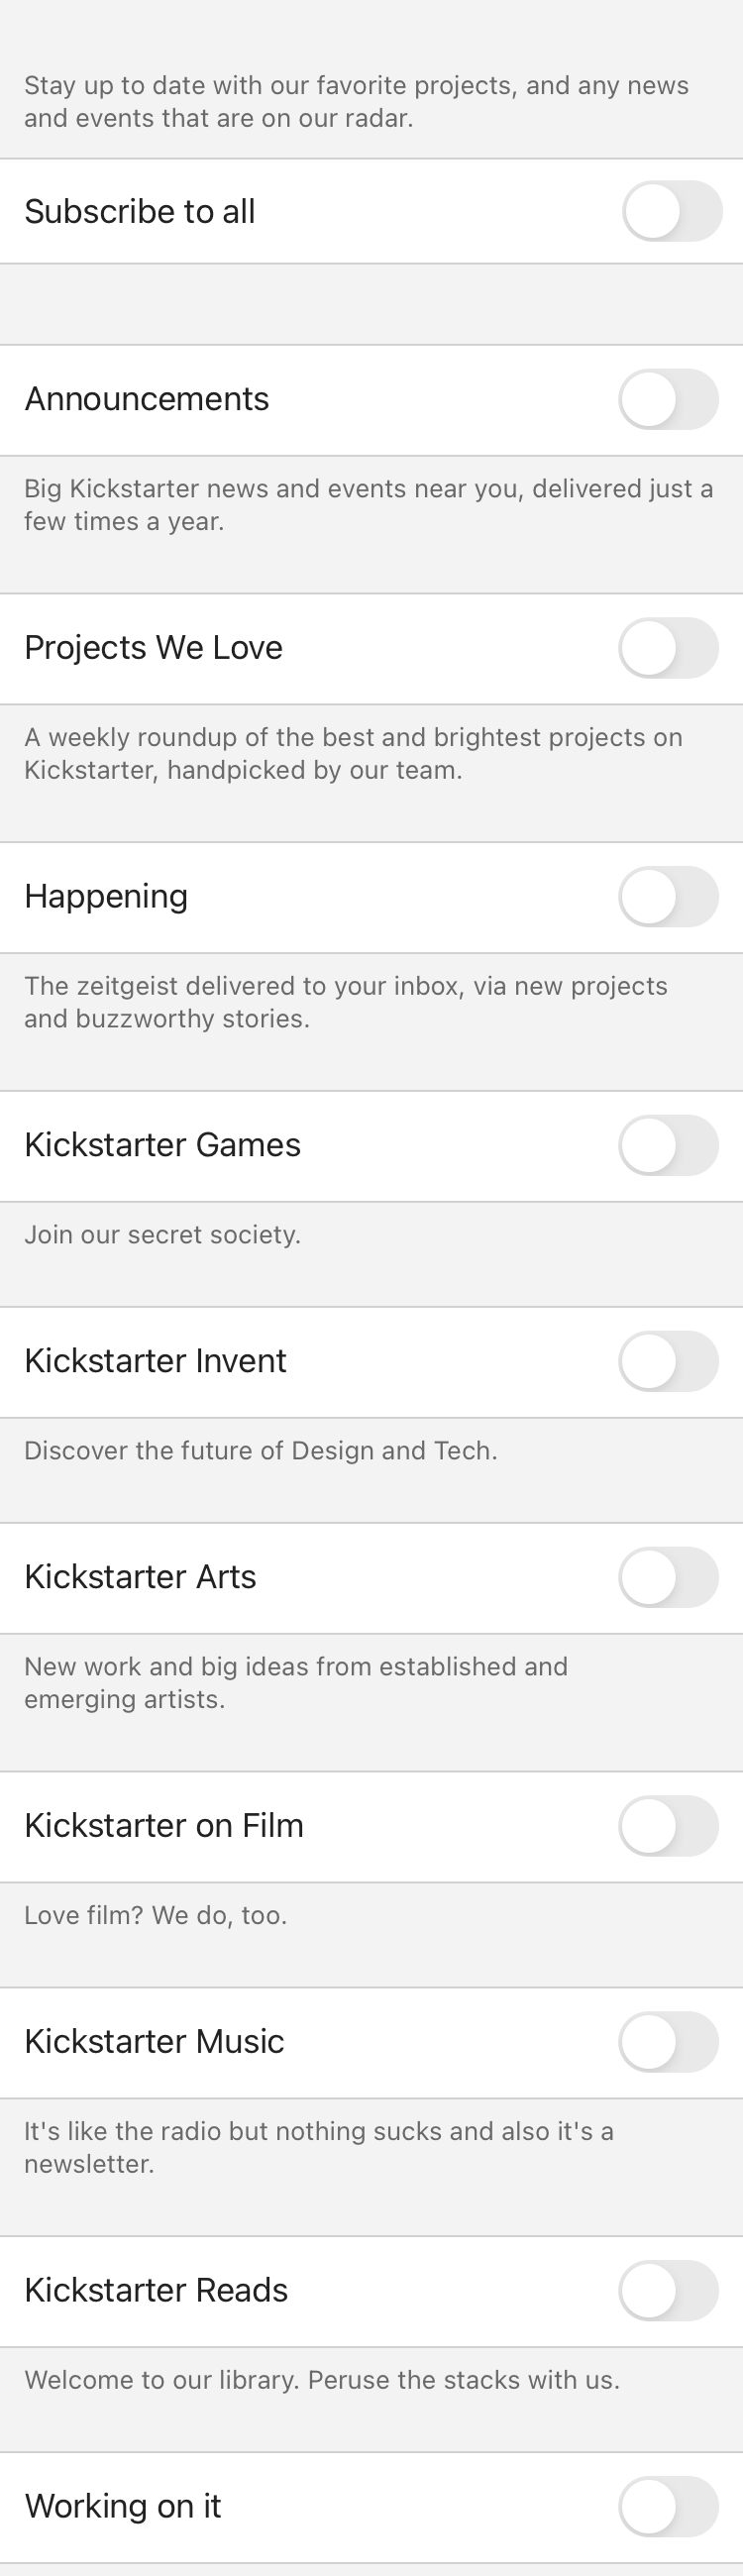 Stay up to date with our favorite projects, and any news
and events that are on our radar.
Subscribe to all
Announcements
Big Kickstarter news and events near you, delivered just a
few times a year.
Projects We Love
A weekly roundup of the best and brightest projects on
Kickstarter, handpicked by our team.
Happening
The zeitgeist delivered to your inbox, via new projects
and buzzworthy stories.
Kickstarter Games
Join our secret society.
Kickstarter Invent
Discover the future of Design and Tech.
Kickstarter Arts
New work and big ideas from established and
emerging artists.
Kickstarter on Film
Love film? We do, too.
Kickstarter Music
It's like the radio but nothing sucks and also it's a
newsletter.
Kickstarter Reads
Welcome to our library. Peruse the stacks with us.
Working on it